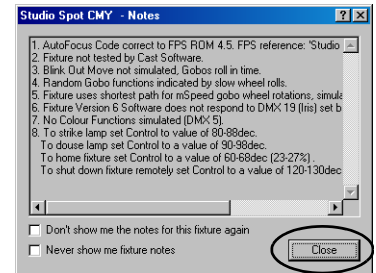 Studio Spot CMY - Notes
1. AutoFocus Code correct to FPS ROM 4.5. FPS reference: 'Studio
2. Fixture not tested by Cast Software.
3. Blink Out Move not simulated, Gobos roll in time.
4. Random Gobo functions indicated by slow wheel rolls.
5. Fixture uses shortest path for mSpeed gobo wheel rotations, simula
6. Fixture Version 6 Software does not respond to DMX 19 (Iris) set b
7. No Colour Functions simulated (DMX 5).
8. To strike lamp set Control to value of 80-88dec.
To douse lamp set Control to a value of 90-98dec.
To home fixture set Control to a value of 60-68dec (23-27%) .
To shut down fixture remotely set Control to a value of 120-130dec
Don't show me the notes for this fixture again
Never show me fixture notes
Close